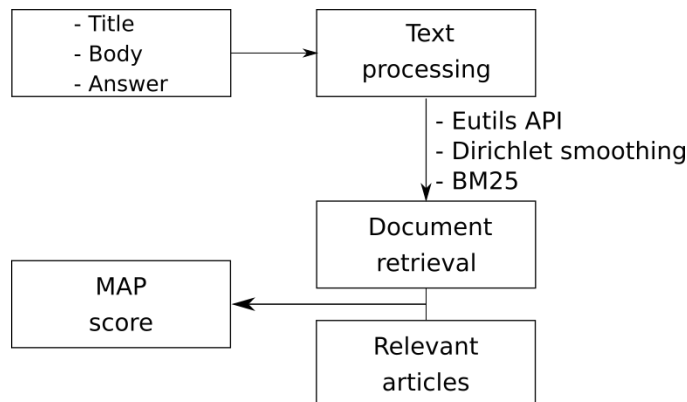 - Title
- Body
- Answer
Text
processing
- Eutils API
- Dirichlet smoothing
- BM25
Document
retrieval
MAP
score
Relevant
articles